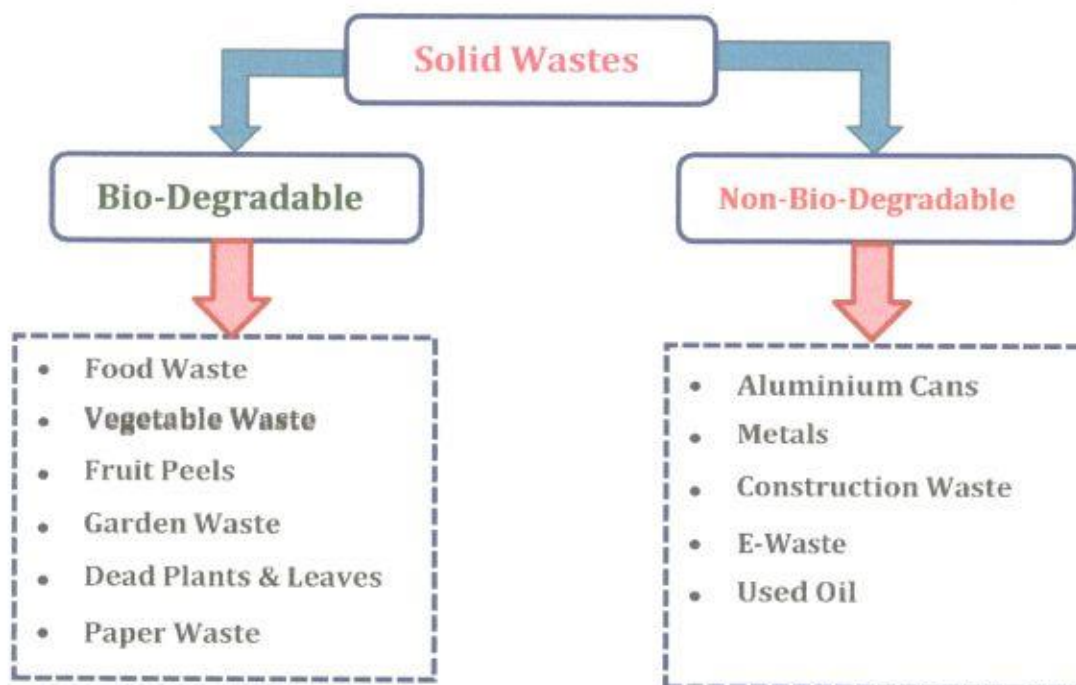 Solid Wastes
Bio-Degradable
Non-Bio-Degradable
• Food Waste
• Vegetable Waste
• Fruit Peels
• Garden Waste
• Dead Plants & Leaves
• Paper Waste
• Aluminium Cans
• Metals
• Construction Waste
• E-Waste
• Used Oil